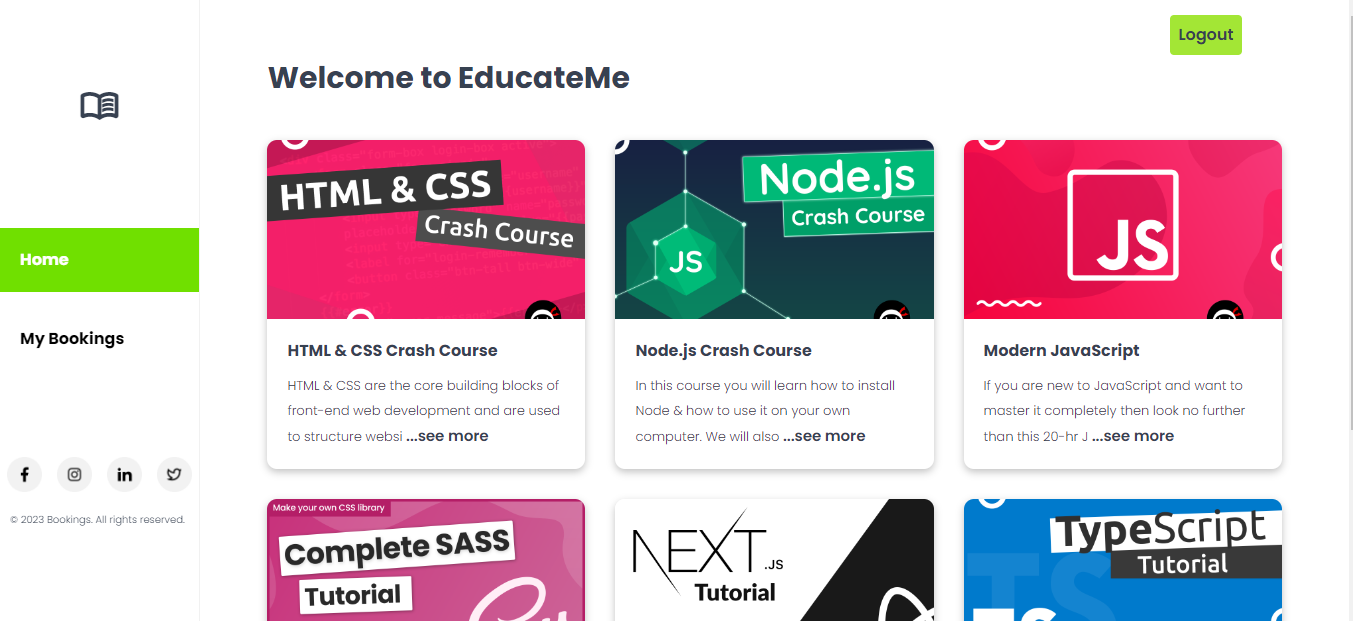 Logout
Welcome to EducateMe
Home
My Bookings
© 2023 Bookings. All rights reserved.
HTML & CSS
Crash Course
HTML & CSS Crash Course
HTML & CSS are the core building blocks of
front-end web development and are used
to structure websi ...see more
Node.js
Crash Course
JS
Node.js Crash Course
In this course you will learn how to install
Node & how to use it on your own
computer. We will also ...see more
JS
Modern JavaScript
If you are new to JavaScript and want to
master it completely then look no further
than this 20-hr J ...see more
Make your own CSS library
Complete SASS
Tutorial
NEXT.JS
Tutorial
TypeScript
Tutorial
TS
TS